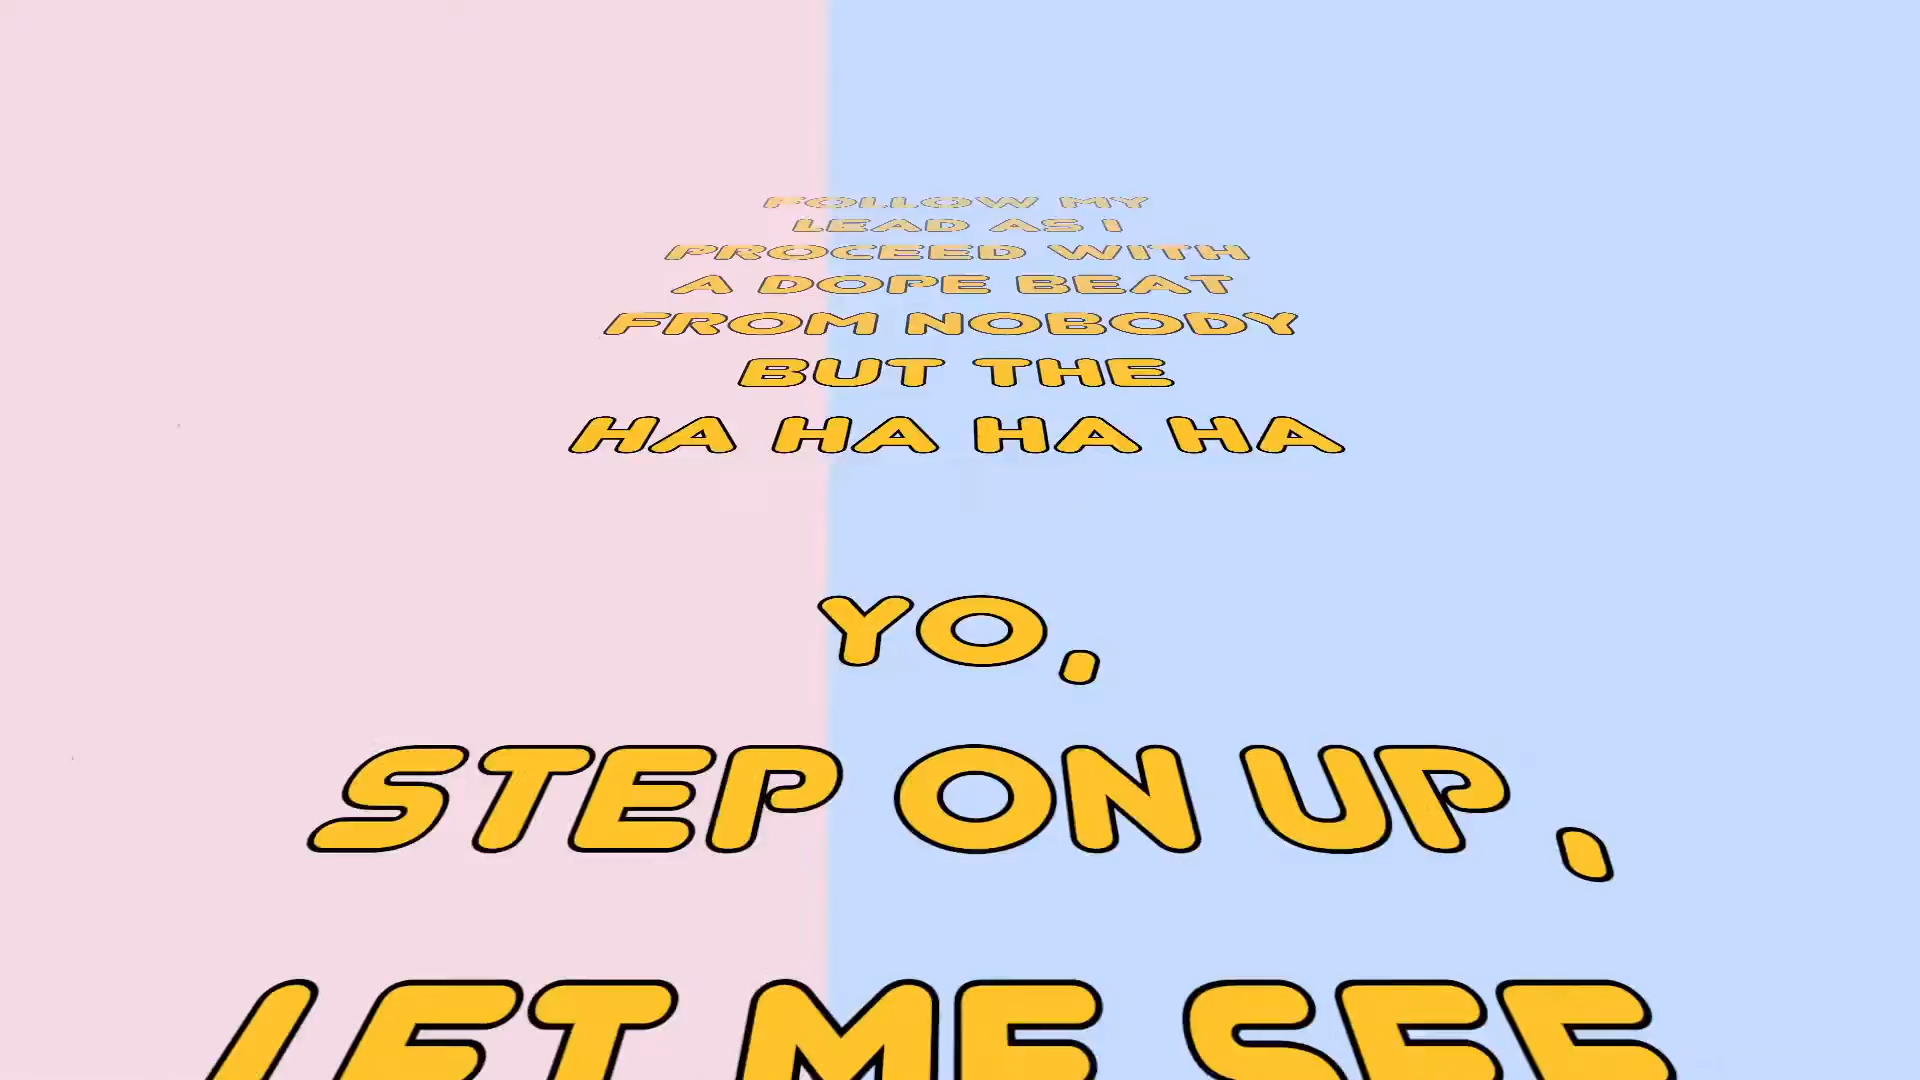 FOLLOW MY
LEAD AS I
PROCEED WITH
A DOPE BEAT
FROM NOBODY
BUT THE
HA HA HA HA
YO,
STEP ON UP,
LET ME SEE